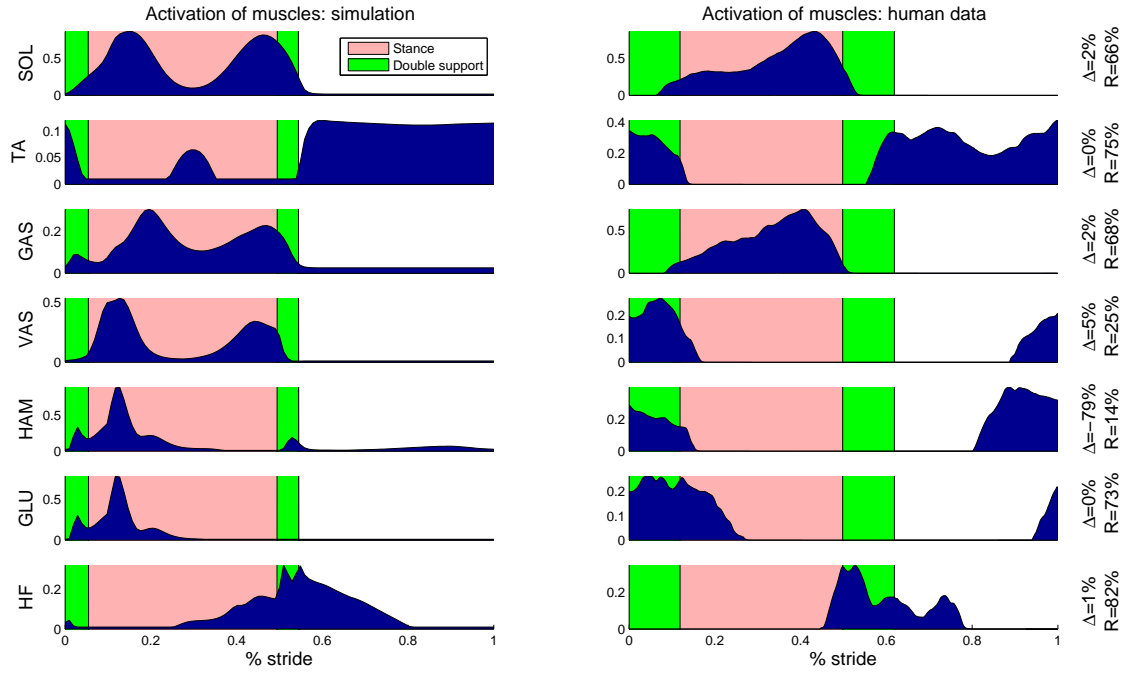 Activation of muscles: simulation
Activation of muscles: human data
SOL
0.5
0
Stance
Double support
0.5
0
Δ=2%
R=66%
TA
0.1
0.05
0
0.4
0.2
0
Δ=0%
R=75%
GAS
0.2
0
0.5
0
Δ=2%
R=68%
VAS
0.5
0
0.2
0.1
0
Δ=5%
R=25%
HAM
0.5
0
0.2
0
Δ=−79%
R=14%
GLU
0.5
0
0.2
0.1
0
Δ=0%
R=73%
HF
0.2
0
0.2
0
Δ=1%
R=82%
0 0.2 0.4 0.6 0.8 1
0 0.2 0.4 0.6 0.8 1
% stride
% stride